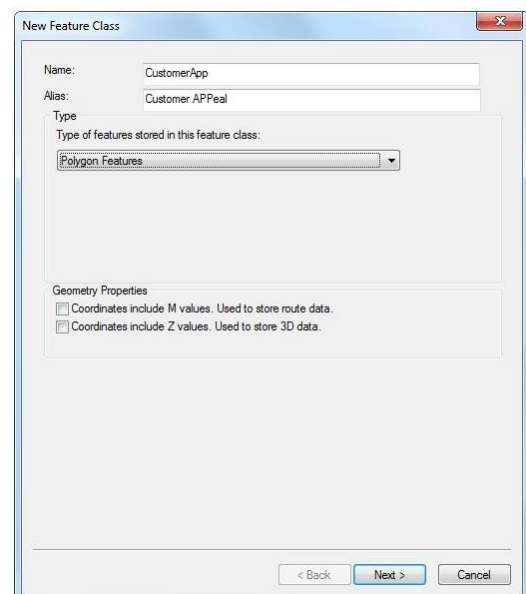 New Feature Class
Name: CustomerApp
Alias: Customer APPeal
Type
Type of features stored in this feature class:
Polygon Features
Geometry Properties
Coordinates include M values. Used to store route data.
Coordinates include Z values. Used to store 3D data.
< Back Next > Cancel